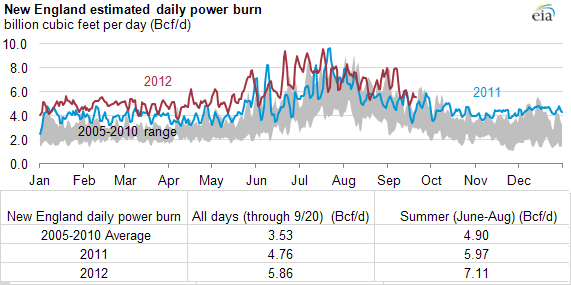 New England estimated daily power burn
billion cubic feet per day (Bcf/d)
eia
10.0
8.0
6.0
4.0
2.0
0.0
2012
2011
2005-2010 range
Jan Feb Mar Apr May Jun Jul Aug Sep Oct Nov Dec
New England daily power burn All days (through 9/20) (Bcf/d) Summer (June-Aug) (Bcf/d)
2005-2010 Average 3.53 4.90
2011 4.76 5.97
2012 5.86 7.11